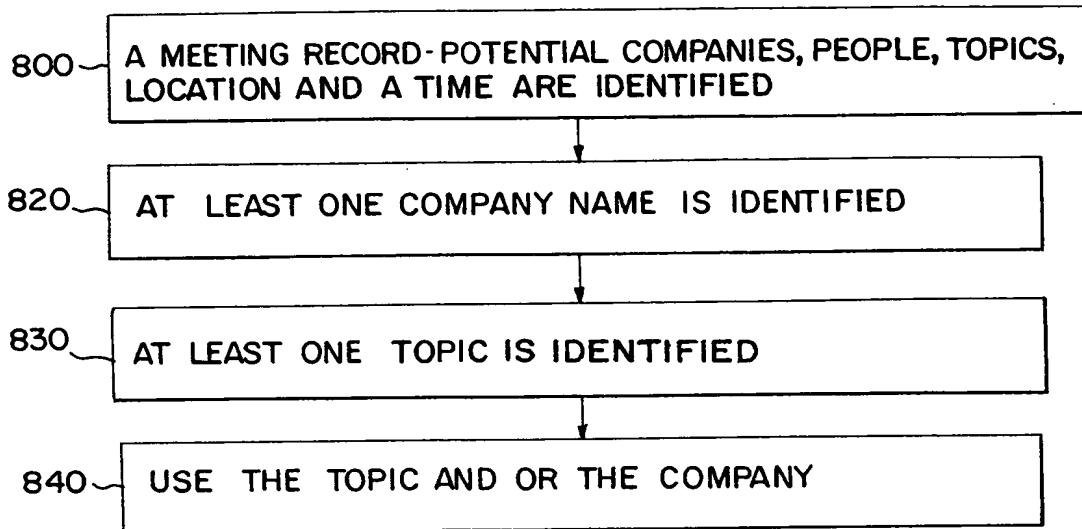 800
A MEETING RECORD-POTENTIAL COMPANIES, PEOPLE, TOPICS,
LOCATION AND A TIME ARE IDENTIFIED
820
AT LEAST ONE COMPANY NAME IS IDENTIFIED
830
AT LEAST ONE TOPIC IS IDENTIFIED
840
USE THE TOPIC AND OR THE COMPANY